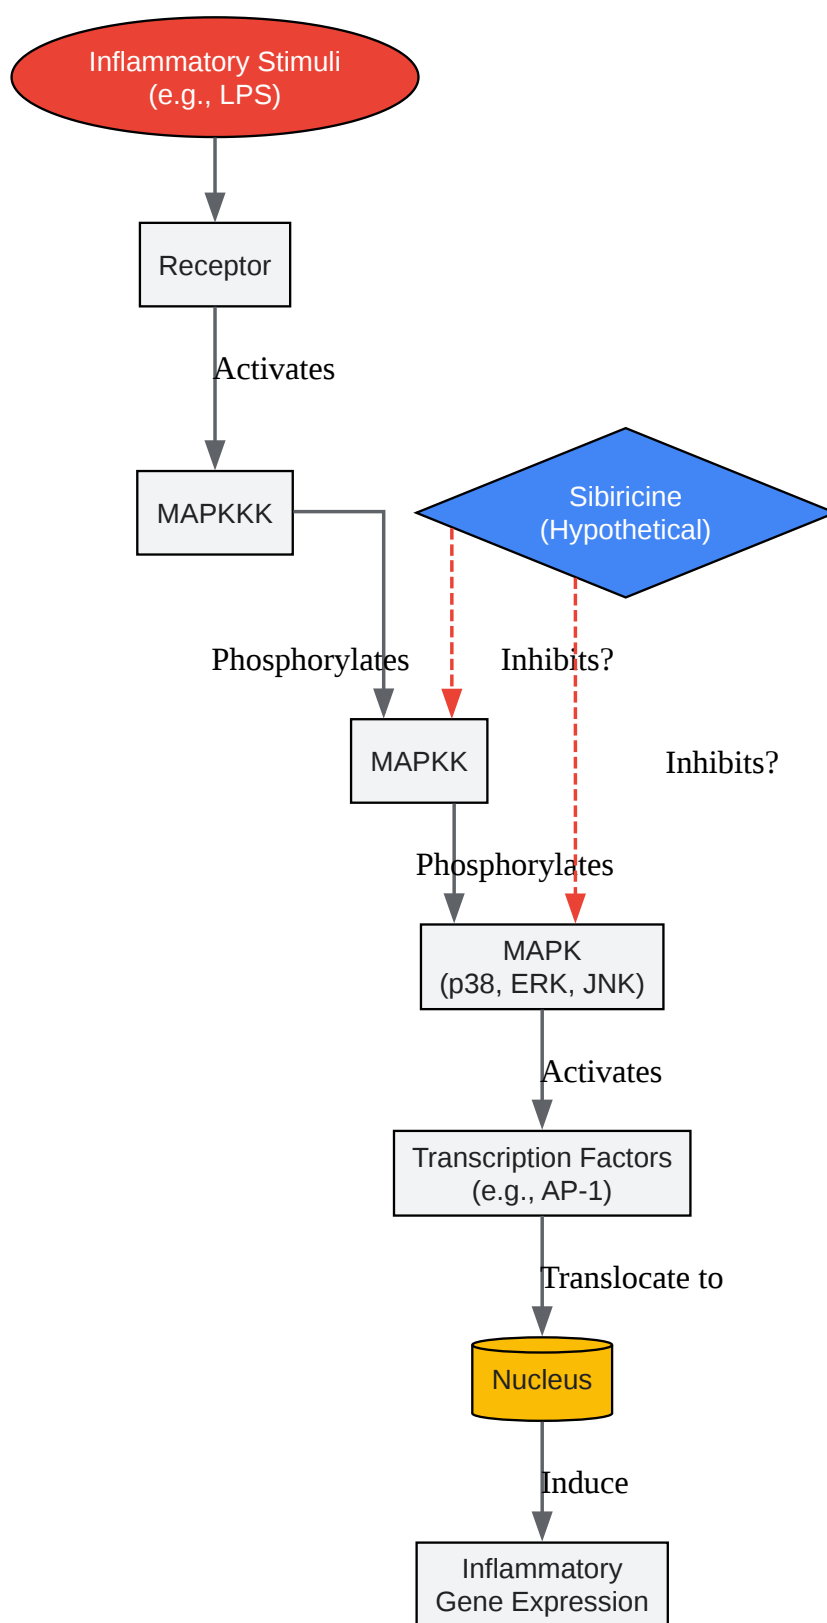 Inflammatory Stimuli
(e.g., LPS)
Receptor
Activates
MAPKKK
Sibiricine
(Hypothetical)
Phosphorylates
Inhibits?
MAPKK
Inhibits?
Phosphorylates
MAPK
(p38, ERK, JNK)
Activates
Transcription Factors
(e.g., AP-1)
Translocate to
Nucleus
Induce
Inflammatory
Gene Expression